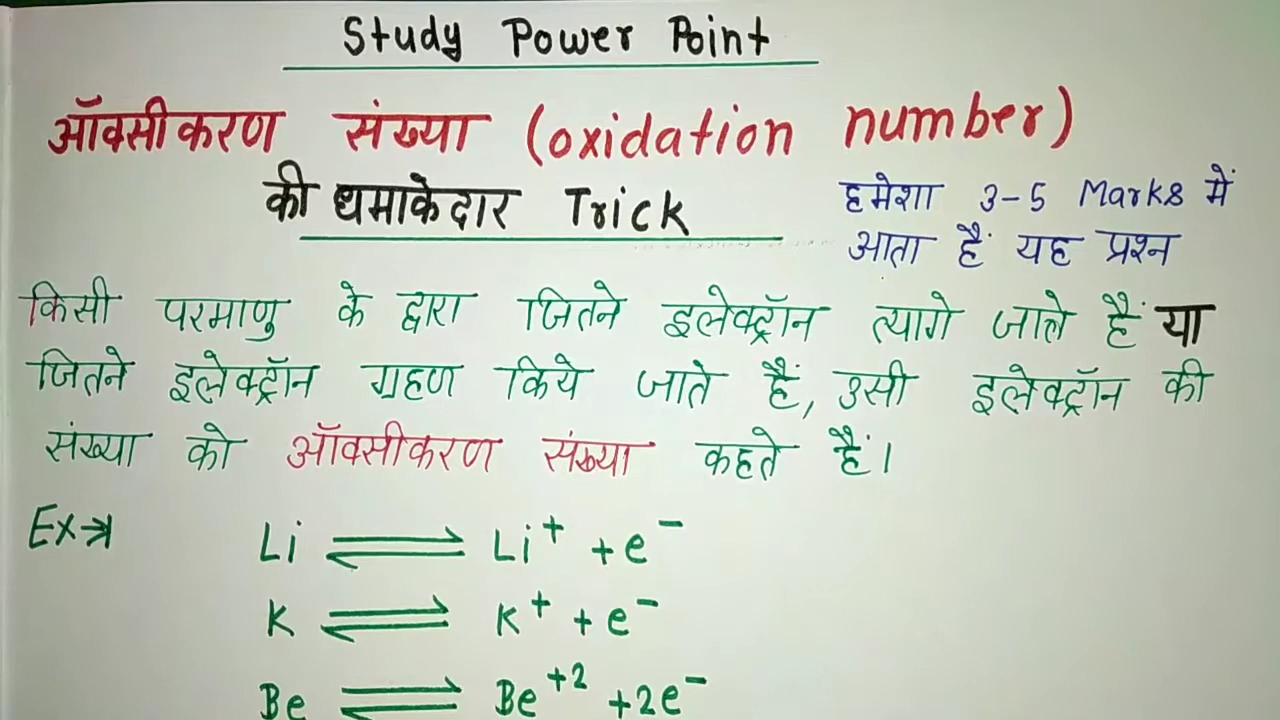 Study Power Point
ऑक्सीकरण संख्या (oxidation number)
की धमाकेदार Trick
हमेशा 3-5 Marks में
आता हैं यह प्रश्न
किसी परमाणु के द्वारा जितने इलेक्ट्रॉन त्यागे जाते हैं या
जितने इलेक्ट्रॉन ग्रहण किये जाते हैं, उसी इलेक्ट्रॉन की
संख्या को ऑक्सीकरण संख्या कहते हैं।
Ex→ Li ⇌ Li⁺ + e⁻
K ⇌ K⁺ + e⁻
Be ⇌ Be⁺² + 2e⁻